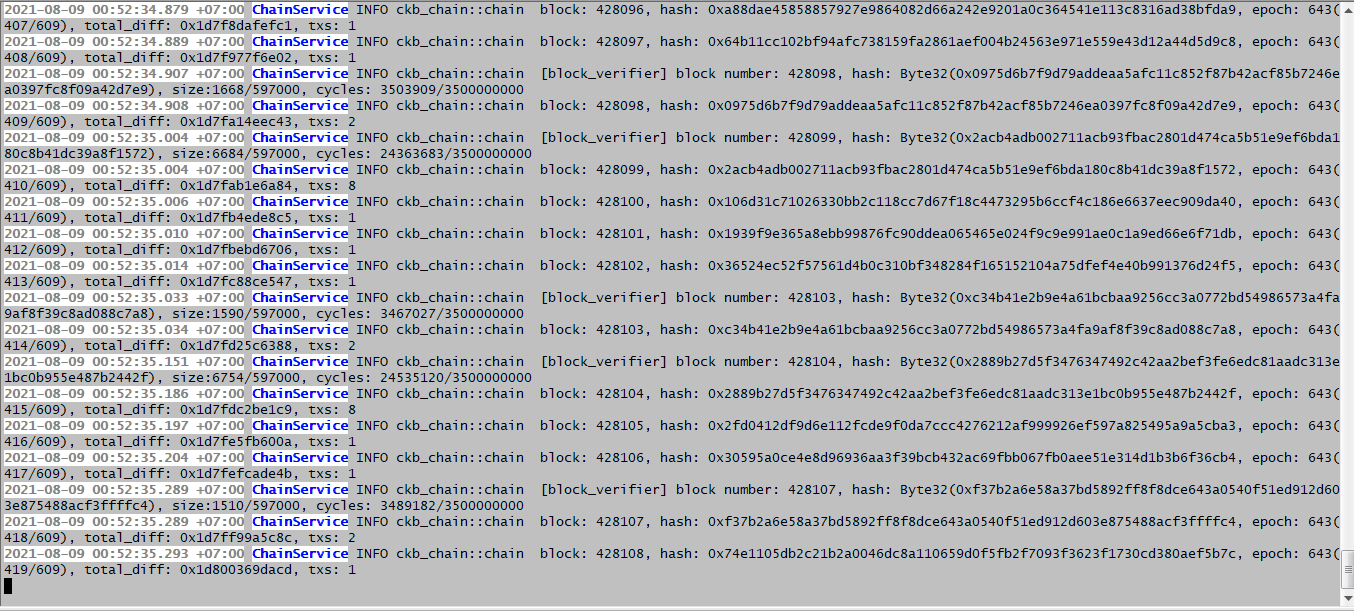 2021-08-09 00:52:34.879 +07:00 ChainService INFO ckb_chain::chain  block: 428096, hash: 0xa88dae45858857927e9864082d66a242e9201a0c364541e113c8316ad38bfda9, epoch: 643(
407/609), total_diff: 0x1d7f8dafefc1, txs: 1
2021-08-09 00:52:34.889 +07:00 ChainService INFO ckb_chain::chain  block: 428097, hash: 0x64b11cc102bf94afc738159fa2861aef004b24563e971e559e43d12a44d5d9c8, epoch: 643(
408/609), total_diff: 0x1d7f977f6e02, txs: 1
2021-08-09 00:52:34.907 +07:00 ChainService INFO ckb_chain::chain  [block_verifier] block number: 428098, hash: Byte32(0x0975d6b7f9d79addeaa5afc11c852f87b42acf85b7246e
a0397fc8f09a42d7e9), size:1668/597000, cycles: 3503909/3500000000
2021-08-09 00:52:34.908 +07:00 ChainService INFO ckb_chain::chain  block: 428098, hash: 0x0975d6b7f9d79addeaa5afc11c852f87b42acf85b7246ea0397fc8f09a42d7e9, epoch: 643(
409/609), total_diff: 0x1d7fa14eec43, txs: 2
2021-08-09 00:52:35.004 +07:00 ChainService INFO ckb_chain::chain  [block_verifier] block number: 428099, hash: Byte32(0x2acb4adb002711acb93fbac2801d474ca5b51e9ef6bda1
80c8b41dc39a8f1572), size:6684/597000, cycles: 24363683/3500000000
2021-08-09 00:52:35.004 +07:00 ChainService INFO ckb_chain::chain  block: 428099, hash: 0x2acb4adb002711acb93fbac2801d474ca5b51e9ef6bda180c8b41dc39a8f1572, epoch: 643(
410/609), total_diff: 0x1d7fab1e6a84, txs: 8
2021-08-09 00:52:35.006 +07:00 ChainService INFO ckb_chain::chain  block: 428100, hash: 0x106d31c71026330bb2c118cc7d67f18c4473295b6ccf4c186e6637eec909da40, epoch: 643(
411/609), total_diff: 0x1d7fb4ede8c5, txs: 1
2021-08-09 00:52:35.010 +07:00 ChainService INFO ckb_chain::chain  block: 428101, hash: 0x1939f9e365a8ebb99876fc90ddea065465e024f9c9e991ae0c1a9ed66e6f71db, epoch: 643(
412/609), total_diff: 0x1d7fbebd6706, txs: 1
2021-08-09 00:52:35.014 +07:00 ChainService INFO ckb_chain::chain  block: 428102, hash: 0x36524ec52f57561d4b0c310bf348284f165152104a75dfef4e40b991376d24f5, epoch: 643(
413/609), total_diff: 0x1d7fc88ce547, txs: 1
2021-08-09 00:52:35.033 +07:00 ChainService INFO ckb_chain::chain  [block_verifier] block number: 428103, hash: Byte32(0xc34b41e2b9e4a61bcbaa9256cc3a0772bd54986573a4fa
9af8f39c8ad088c7a8), size:1590/597000, cycles: 3467027/3500000000
2021-08-09 00:52:35.034 +07:00 ChainService INFO ckb_chain::chain  block: 428103, hash: 0xc34b41e2b9e4a61bcbaa9256cc3a0772bd54986573a4fa9af8f39c8ad088c7a8, epoch: 643(
414/609), total_diff: 0x1d7fd25c6388, txs: 2
2021-08-09 00:52:35.151 +07:00 ChainService INFO ckb_chain::chain  [block_verifier] block number: 428104, hash: Byte32(0x2889b27d5f3476347492c42aa2bef3fe6edc81aadc313e
1bc0b955e487b2442f), size:6754/597000, cycles: 24535120/3500000000
2021-08-09 00:52:35.186 +07:00 ChainService INFO ckb_chain::chain  block: 428104, hash: 0x2889b27d5f3476347492c42aa2bef3fe6edc81aadc313e1bc0b955e487b2442f, epoch: 643(
415/609), total_diff: 0x1d7fdc2be1c9, txs: 8
2021-08-09 00:52:35.197 +07:00 ChainService INFO ckb_chain::chain  block: 428105, hash: 0x2fd0412df9d6e112fcde9f0da7ccc4276212af999926ef597a825495a9a5cba3, epoch: 643(
416/609), total_diff: 0x1d7fe5fb600a, txs: 1
2021-08-09 00:52:35.204 +07:00 ChainService INFO ckb_chain::chain  block: 428106, hash: 0x30595a0ce4e8d96936aa3f39bcb432ac69fbb067fb0aee51e314d1b3b6f36cb4, epoch: 643(
417/609), total_diff: 0x1d7fefcade4b, txs: 1
2021-08-09 00:52:35.289 +07:00 ChainService INFO ckb_chain::chain  [block_verifier] block number: 428107, hash: Byte32(0xf37b2a6e58a37bd5892ff8f8dce643a0540f51ed912d60
3e875488acf3ffffc4), size:1510/597000, cycles: 3489182/3500000000
2021-08-09 00:52:35.289 +07:00 ChainService INFO ckb_chain::chain  block: 428107, hash: 0xf37b2a6e58a37bd5892ff8f8dce643a0540f51ed912d603e875488acf3ffffc4, epoch: 643(
418/609), total_diff: 0x1d7ff99a5c8c, txs: 2
2021-08-09 00:52:35.293 +07:00 ChainService INFO ckb_chain::chain  block: 428108, hash: 0x74e1105db2c21b2a0046dc8a110659d0f5fb2f7093f3623f1730cd380aef5b7c, epoch: 643(
419/609), total_diff: 0x1d800369dacd, txs: 1